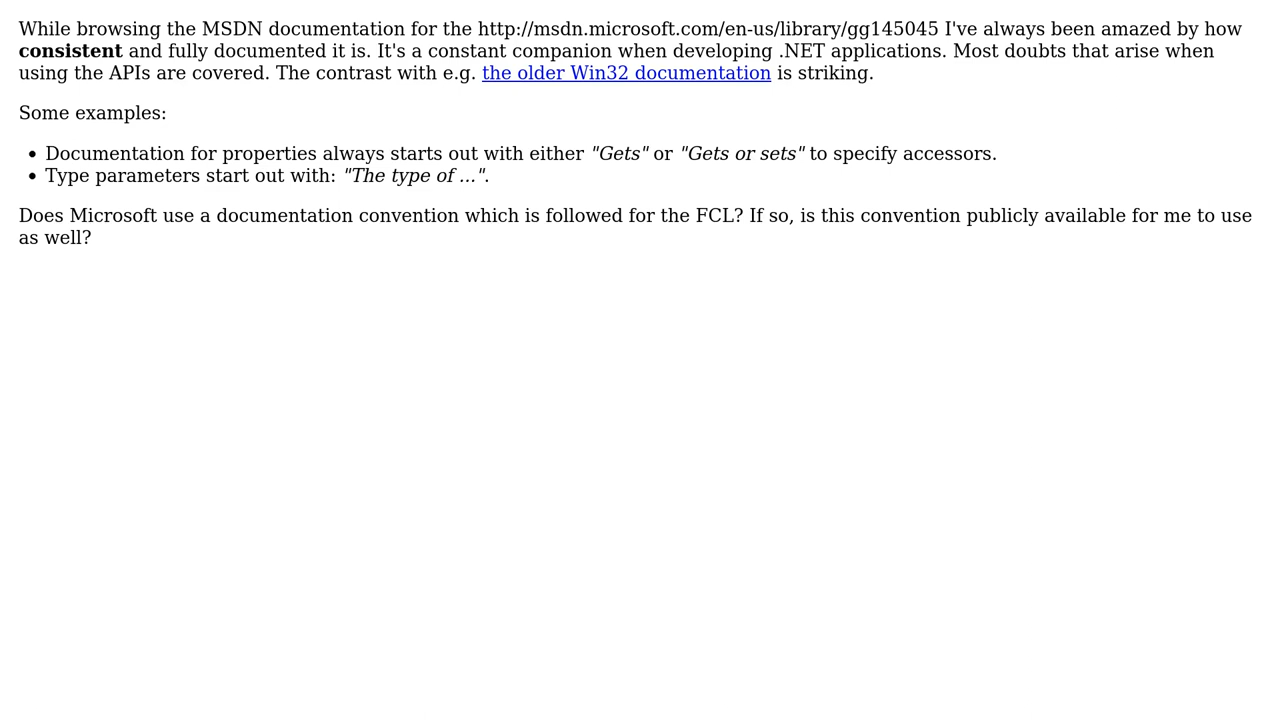 While browsing the MSDN documentation for the http://msdn.microsoft.com/en-us/library/gg145045 I've always been amazed by how
consistent and fully documented it is. It's a constant companion when developing .NET applications. Most doubts that arise when
using the APIs are covered. The contrast with e.g. the older Win32 documentation is striking.
Some examples:
• Documentation for properties always starts out with either "Gets" or "Gets or sets" to specify accessors.
• Type parameters start out with: "The type of ...".
Does Microsoft use a documentation convention which is followed for the FCL? If so, is this convention publicly available for me to use
as well?